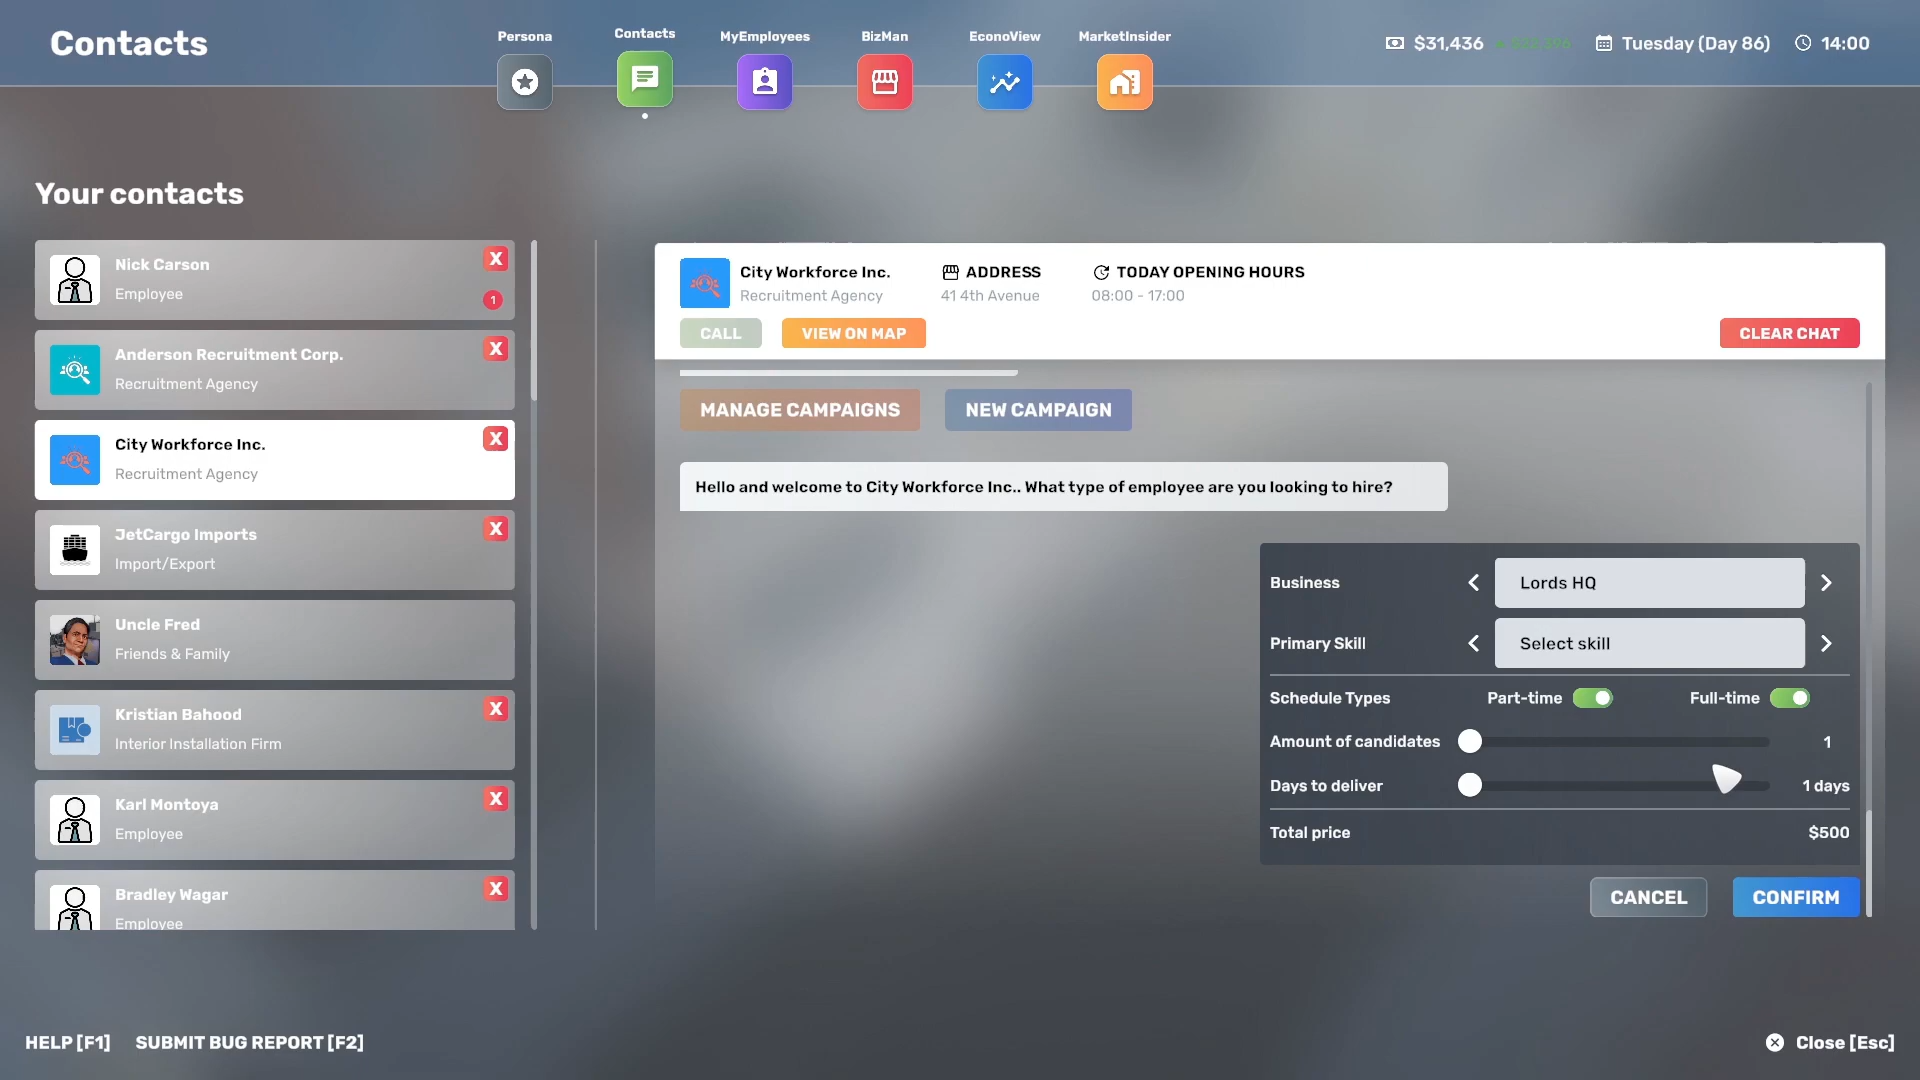 Contacts
Persona
Contacts
MyEmployees
BizMan
EconoView
MarketInsider
$31,436
Tuesday (Day 86)
14:00
Your contacts
Nick Carson
Employee
X
1
Anderson Recruitment Corp.
Recruitment Agency
X
City Workforce Inc.
Recruitment Agency
X
JetCargo Imports
Import/Export
X
Uncle Fred
Friends & Family
Kristian Bahood
Interior Installation Firm
X
Karl Montoya
Employee
X
Bradley Wagar
Employee
X
City Workforce Inc.
Recruitment Agency
ADDRESS
41 4th Avenue
TODAY OPENING HOURS
08:00 - 17:00
CALL
VIEW ON MAP
CLEAR CHAT
MANAGE CAMPAIGNS
NEW CAMPAIGN
Hello and welcome to City Workforce Inc.. What type of employee are you looking to hire?
Business
Lords HQ
Primary Skill
Select skill
Schedule Types
Part-time
Full-time
Amount of candidates
1
Days to deliver
1 days
Total price
$500
CANCEL
CONFIRM
HELP [F1]
SUBMIT BUG REPORT [F2]
Close [Esc]